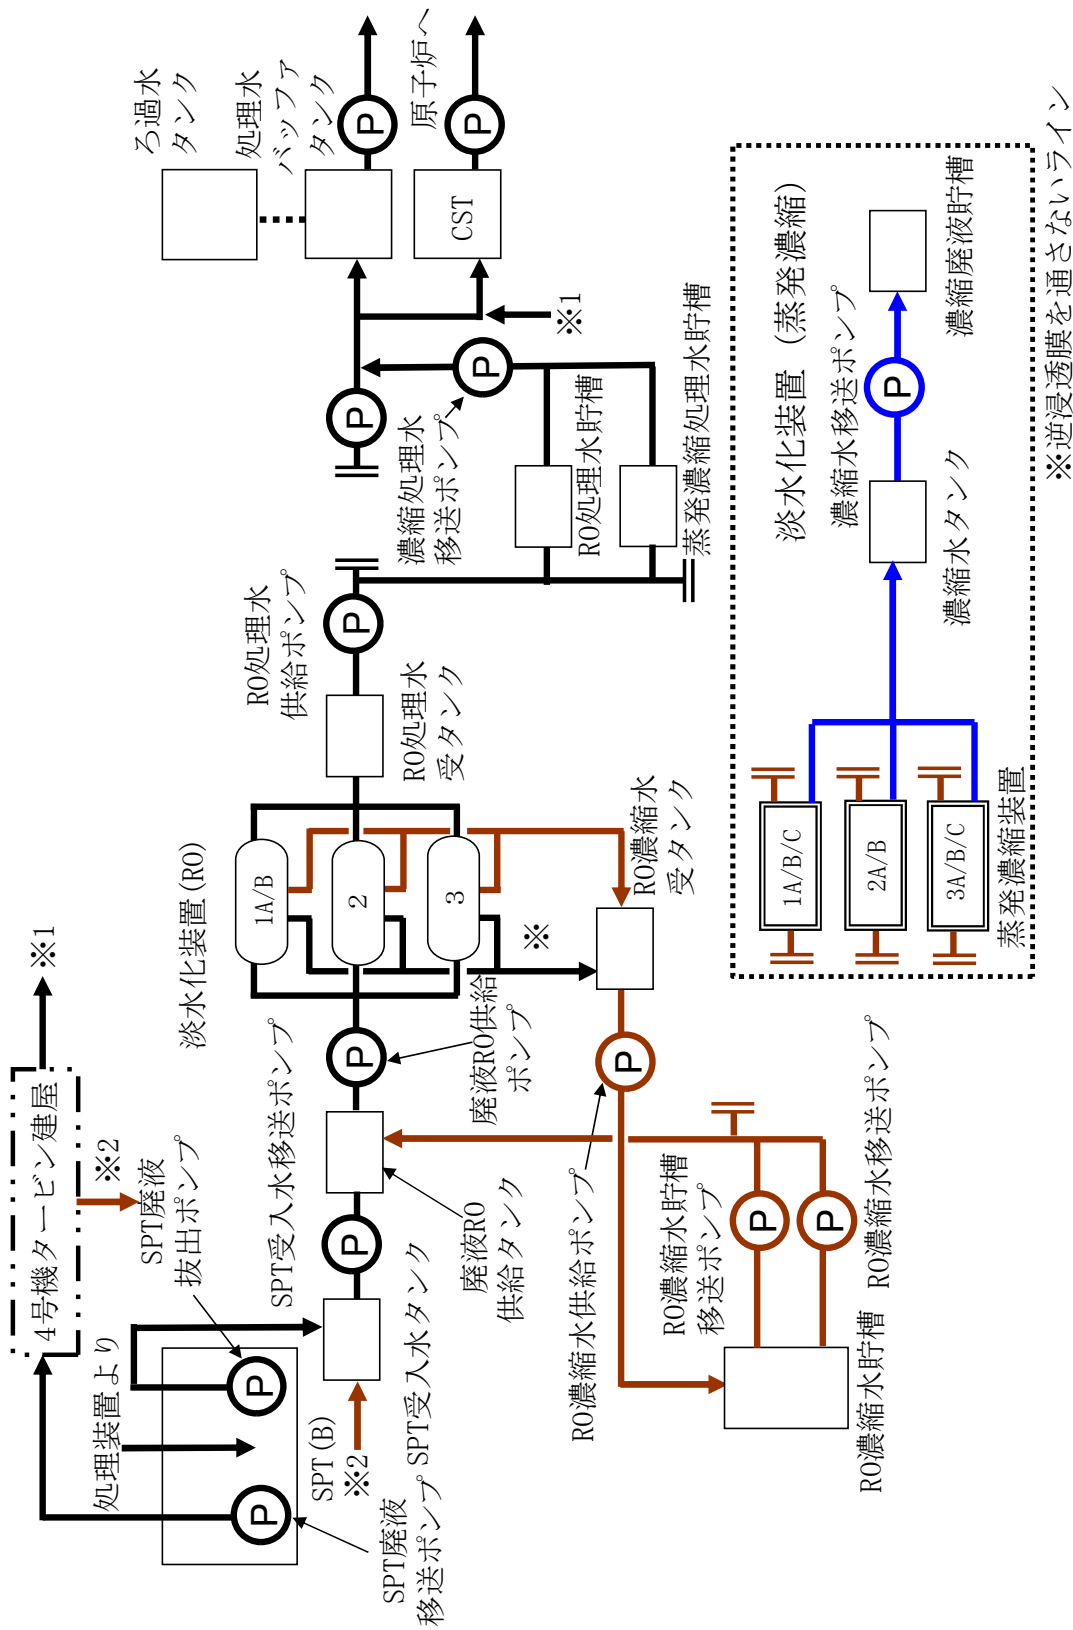 4号機タービン建屋
※1
※2
処理装置より
SPT廃液
抜出ポンプ
P
P
SPT(B)
※2
SPT廃液
移送ポンプ
SPT受入水移送ポンプ
P
SPT受入水タンク
廃液RO
供給タンク
P
廃液RO供給
ポンプ
淡水化装置(RO)
1A/B
2
3
※
RO処理水
供給ポンプ
P
RO処理水
受タンク
RO濃縮水
受タンク
P
RO濃縮水供給ポンプ
RO濃縮水貯槽
移送ポンプ
P
P
RO濃縮水移送ポンプ
RO濃縮水貯槽
ろ過水
タンク
処理水
バッファ
タンク
P
原子炉へ
P
CST
※1
P
P
濃縮処理水
移送ポンプ
RO処理水貯槽
蒸発濃縮処理水貯槽
淡水化装置(蒸発濃縮)
濃縮水移送ポンプ
P
濃縮廃液貯槽
濃縮水タンク
1A/B/C
2A/B
3A/B/C
蒸発濃縮装置
※逆浸透膜を通さないライン